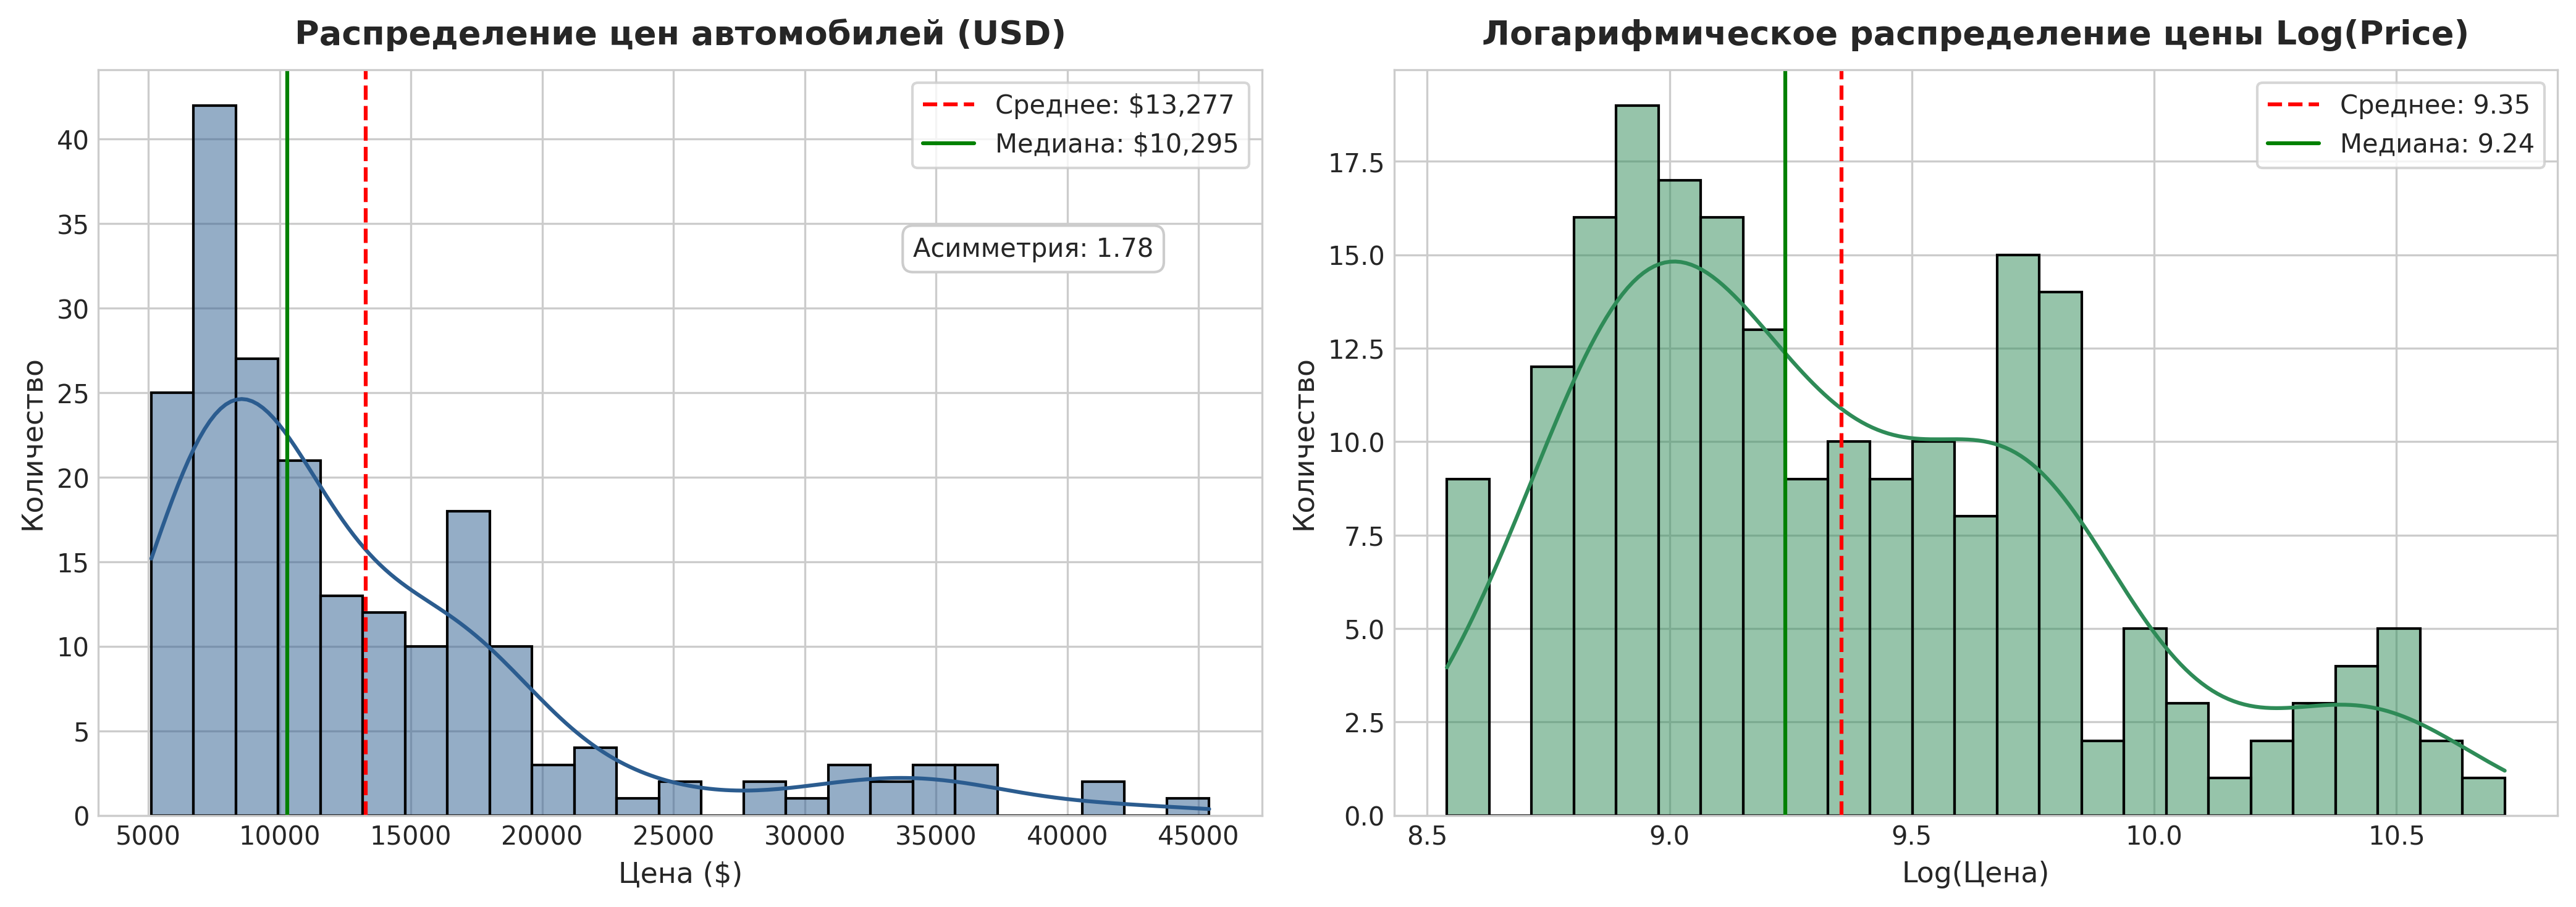 Распределение цен автомобилей (USD)
Среднее: $13,277
Медиана: $10,295
Асимметрия: 1.78
Количество
40
35
30
25
20
15
10
5
0
5000 10000 15000 20000 25000 30000 35000 40000 45000
Цена ($)
Логарифмическое распределение цены Log(Price)
Среднее: 9.35
Медиана: 9.24
Количество
17.5
15.0
12.5
10.0
7.5
5.0
2.5
0.0
8.5 9.0 9.5 10.0 10.5
Log(Цена)